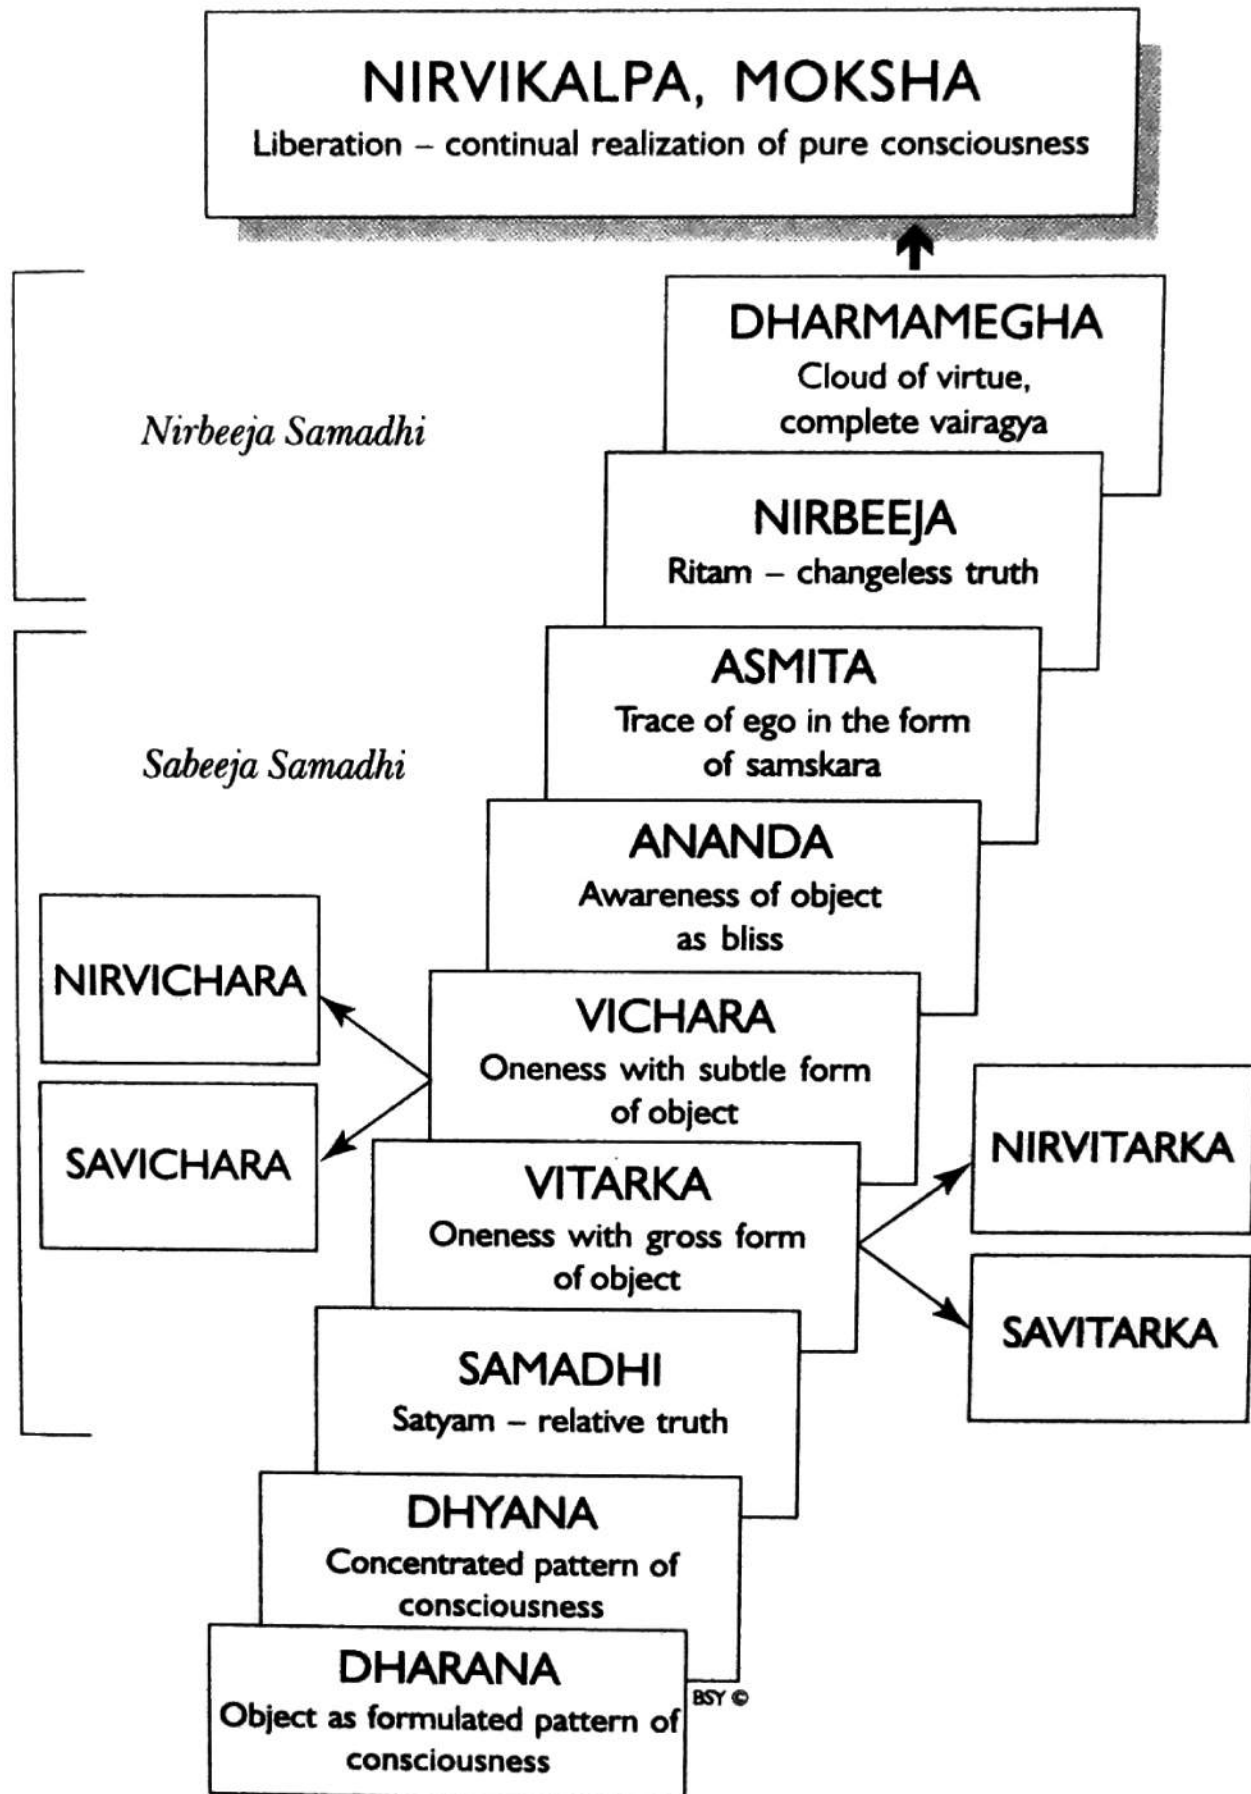 NIRVIKALPA, MOKSHA
Liberation – continual realization of pure consciousness
DHARMAMEGHA
Cloud of virtue,
complete vairagya
Nirbeeja Samadhi
NIRBEEJA
Ritam – changeless truth
ASMITA
Trace of ego in the form
of samskara
Sabeeja Samadhi
ANANDA
Awareness of object
as bliss
NIRVICHARA
SAVICHARA
VICHARA
Oneness with subtle form
of object
VITARKA
Oneness with gross form
of object
NIRVITARKA
SAVITARKA
SAMADHI
Satyam – relative truth
DHYANA
Concentrated pattern of
consciousness
DHARANA
Object as formulated pattern of
consciousness
BSY ©